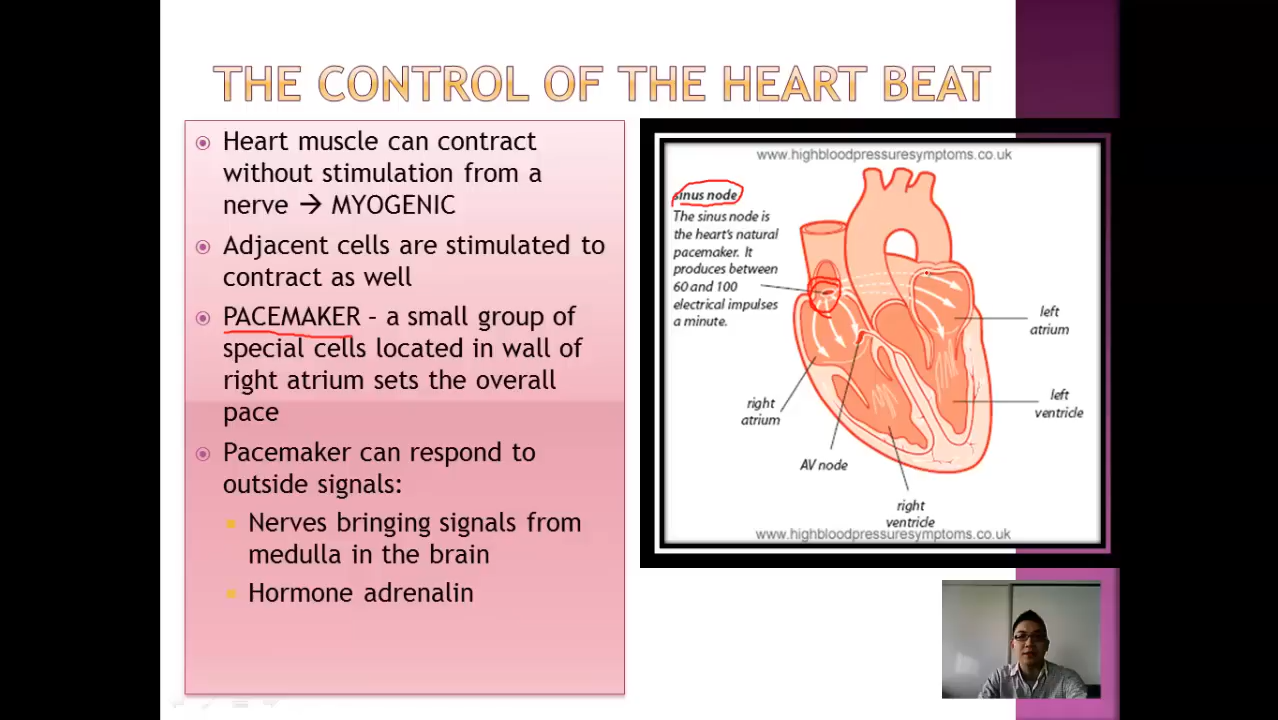 THE CONTROL OF THE HEART BEAT
Heart muscle can contract
without stimulation from a
nerve → MYOGENIC
Adjacent cells are stimulated to
contract as well
PACEMAKER – a small group of
special cells located in wall of
right atrium sets the overall
pace
Pacemaker can respond to
outside signals:
Nerves bringing signals from
medulla in the brain
Hormone adrenalin
www.highbloodpressuresymptoms.co.uk
sinus node
The sinus node is
the heart's natural
pacemaker. It
produces between
60 and 100
electrical impulses
a minute.
left
atrium
left
ventricle
right
atrium
AV node
right
ventricle
www.highbloodpressuresymptoms.co.uk